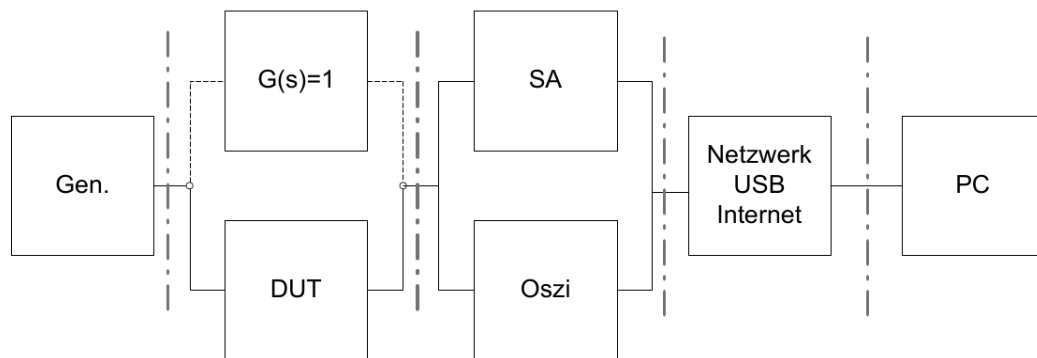 Gen.
G(s)=1
DUT
SA
Oszi
Netzwerk
USB
Internet
PC